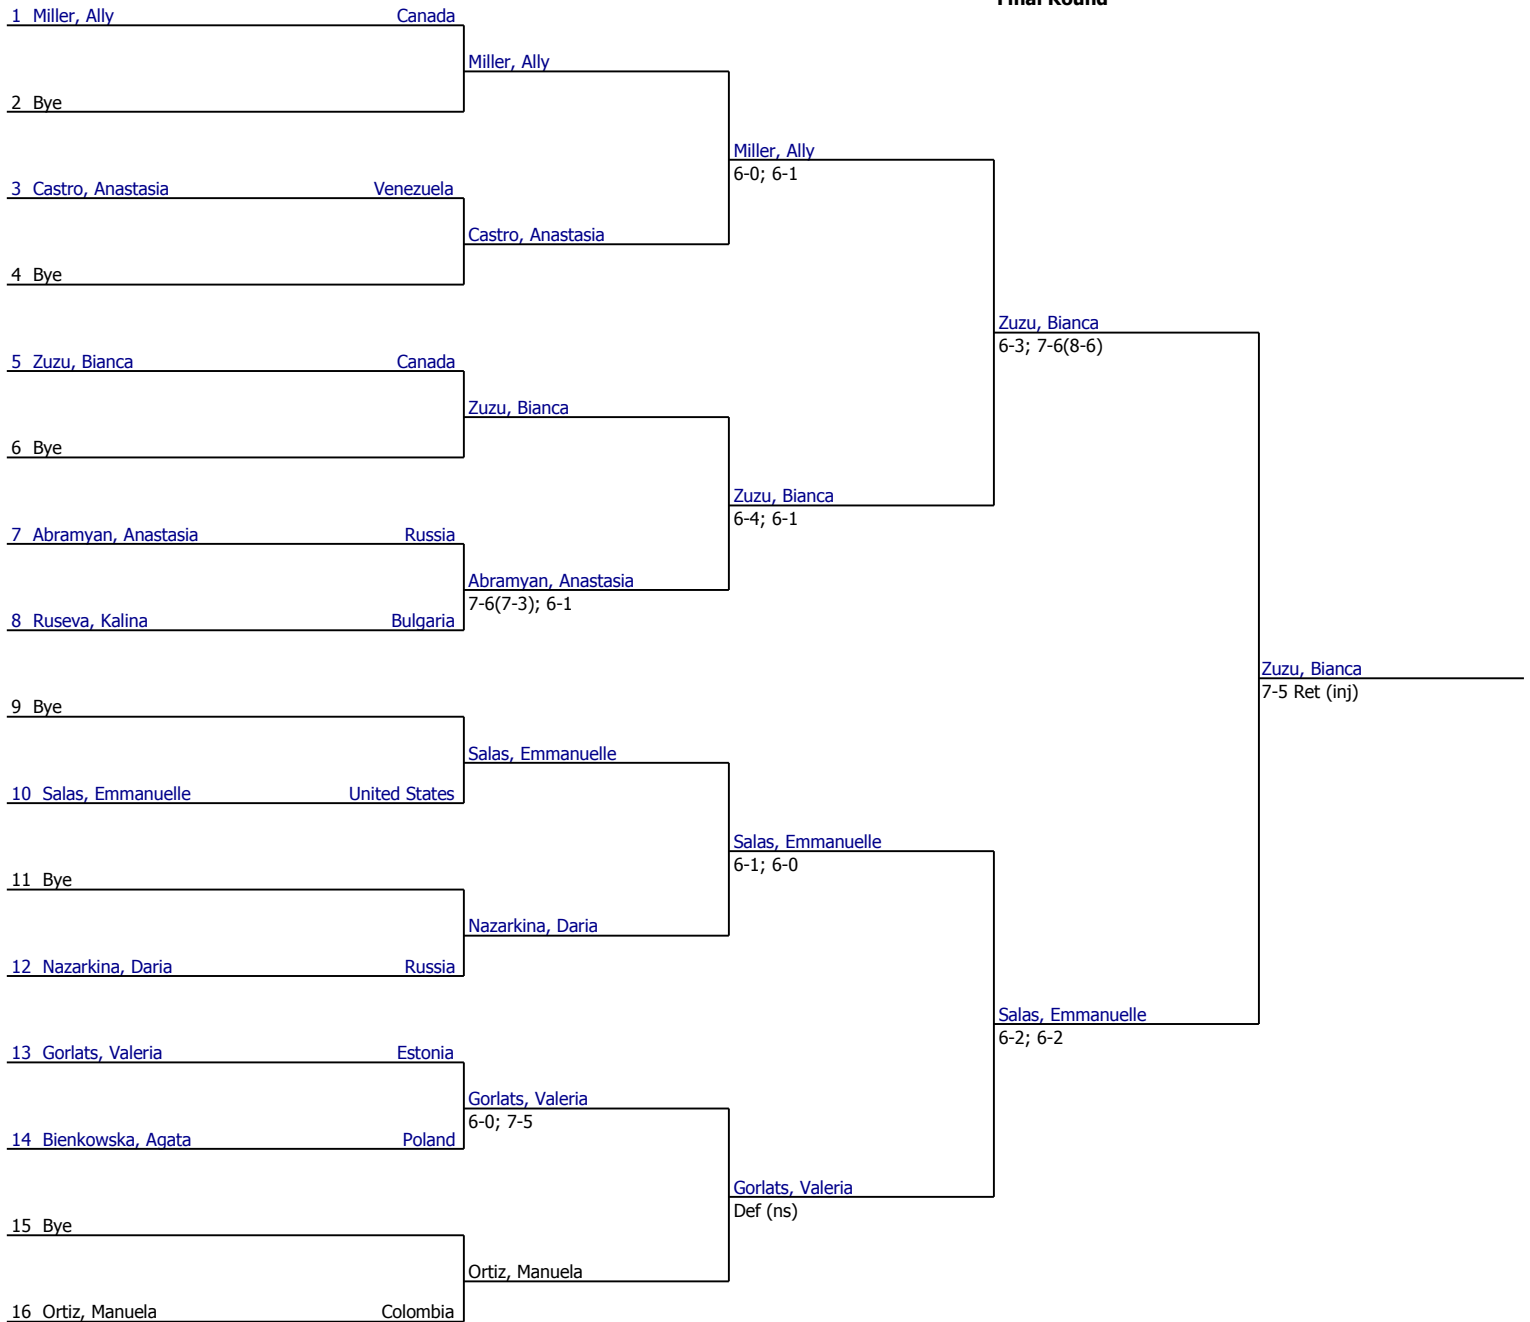 Final Round
1 Miller, Ally Canada
Miller, Ally
2 Bye
Miller, Ally
6-0; 6-1
3 Castro, Anastasia Venezuela
Castro, Anastasia
4 Bye
Zuzu, Bianca
6-3; 7-6(8-6)
5 Zuzu, Bianca Canada
Zuzu, Bianca
6 Bye
Zuzu, Bianca
6-4; 6-1
7 Abramyan, Anastasia Russia
Abramyan, Anastasia
7-6(7-3); 6-1
8 Ruseva, Kalina Bulgaria
Zuzu, Bianca
7-5 Ret (inj)
9 Bye
Salas, Emmanuelle
10 Salas, Emmanuelle United States
Salas, Emmanuelle
6-1; 6-0
11 Bye
Nazarkina, Daria
12 Nazarkina, Daria Russia
Salas, Emmanuelle
6-2; 6-2
13 Gorlats, Valeria Estonia
Gorlats, Valeria
6-0; 7-5
14 Bienkowska, Agata Poland
Gorlats, Valeria
Def (ns)
15 Bye
Ortiz, Manuela
16 Ortiz, Manuela Colombia